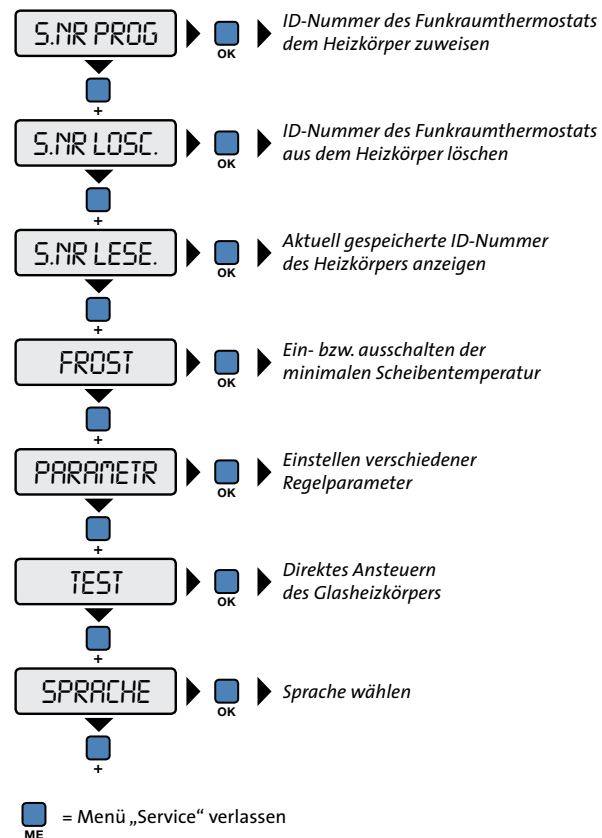 S.NR PROG
OK
ID-Nummer des Funkraumthermostats
dem Heizkörper zuweisen
+
S.NR LOSC.
OK
ID-Nummer des Funkraumthermostats
aus dem Heizkörper löschen
+
S.NR LESE.
OK
Aktuell gespeicherte ID-Nummer
des Heizkörpers anzeigen
+
FROST
OK
Ein- bzw. ausschalten der
minimalen Scheibentemperatur
+
PARAMETR
OK
Einstellen verschiedener
Regelparameter
+
TEST
OK
Direktes Ansteuern
des Glasheizkörpers
+
SPRACHE
OK
Sprache wählen
+
= Menü „Service“ verlassen
ME